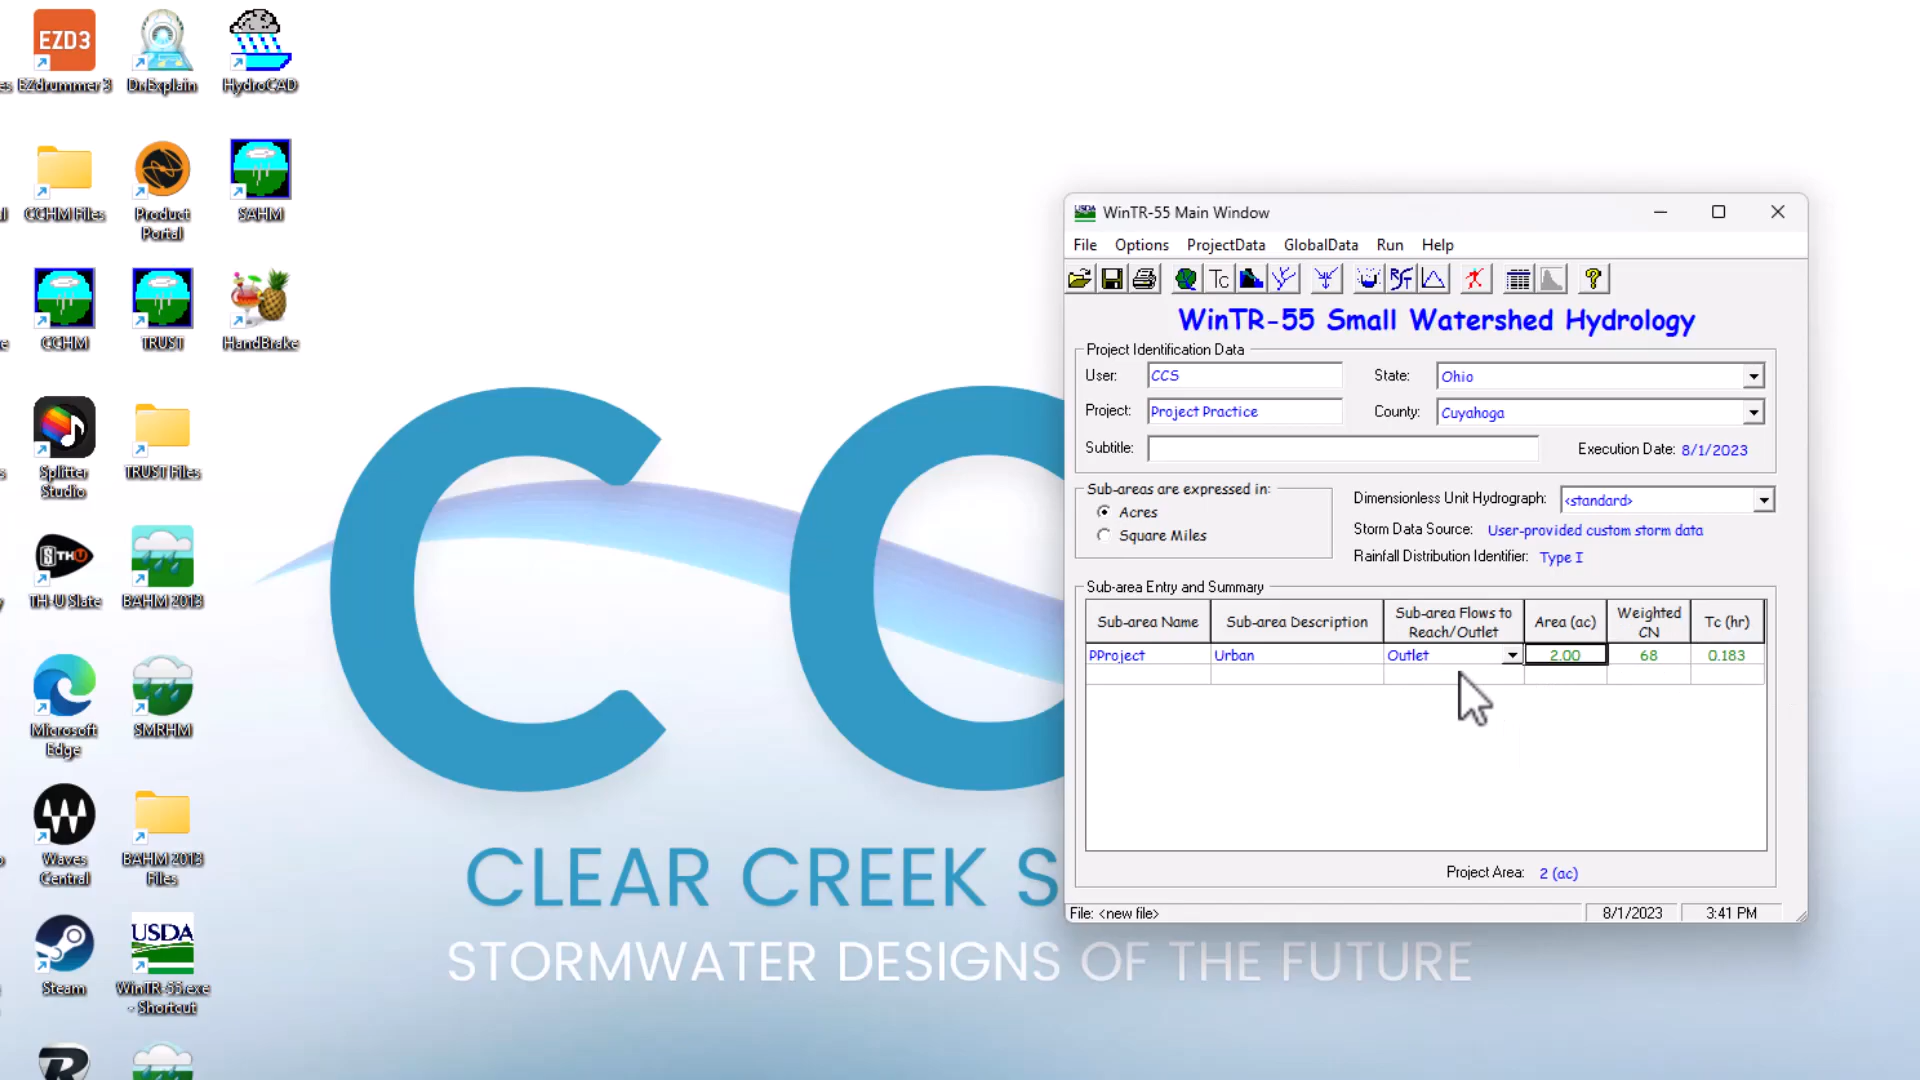 EZD3
EZdrummer 3
Dr.Explain
HydroCAD
CCHM Files
Product
Portal
SAHM
CCHM
TRUST
HandBrake
Splitter
Studio
TRUST Files
STHU
TH-U Slate
BAHM 2013
Microsoft
Edge
SMRHM
Waves
Central
BAHM 2013
Files
Steam
USDA
WinTR-55.exe
- Shortcut
C C
CLEAR CREEK S
STORMWATER DESIGNS OF THE FUTURE
USDA
WinTR-55 Main Window
File Options ProjectData GlobalData Run Help
Tc
WinTR-55 Small Watershed Hydrology
Project Identification Data
User: CCS State: Ohio
Project: Project Practice County: Cuyahoga
Subtitle: Execution Date: 8/1/2023
Sub-areas are expressed in:
Acres
Square Miles
Dimensionless Unit Hydrograph: <standard>
Storm Data Source: User-provided custom storm data
Rainfall Distribution Identifier: Type I
Sub-area Entry and Summary
Sub-area Name Sub-area Description Sub-area Flows to
Reach/Outlet Area (ac) Weighted
CN Tc (hr)
PProject Urban Outlet 2.00 68 0.183
Project Area: 2 (ac)
File: <new file> 8/1/2023 3:41 PM